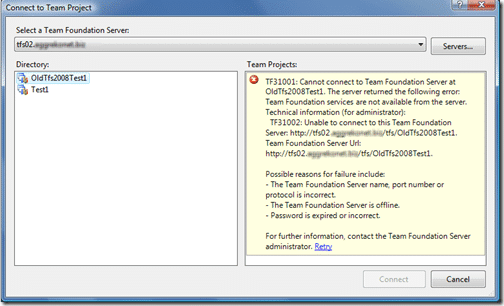 Connect to Team Project
Select a Team Foundation Server:
tfs02.
Servers...
Directory:
OldTfs2008Test1
Test1
Team Projects:
TF31001: Cannot connect to Team Foundation Server at
OldTfs2008Test1. The server returned the following error:
Team Foundation services are not available from the server.
Technical information (for administrator):
TF31002: Unable to connect to this Team Foundation
Server: http://tfs02. /tfs/OldTfs2008Test1.
Team Foundation Server Url:
http://tfs02. /tfs/OldTfs2008Test1.
Possible reasons for failure include:
- The Team Foundation Server name, port number or
protocol is incorrect.
- The Team Foundation Server is offline.
- Password is expired or incorrect.
For further information, contact the Team Foundation Server
administrator. Retry
Connect
Cancel